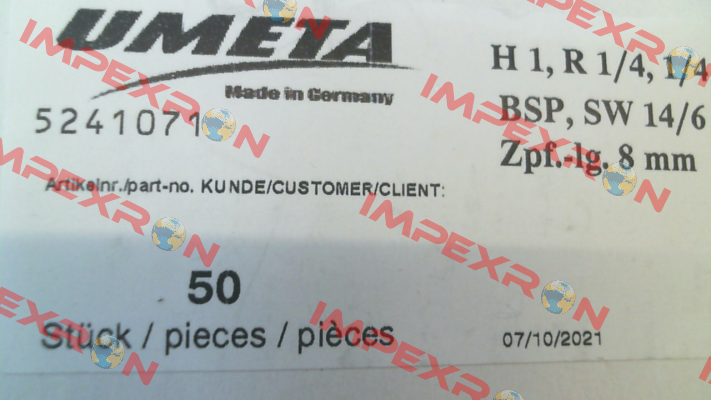 UMETA
Made in Germany
5241071
H 1, R 1/4, 1/4
BSP, SW 14/6
Zpf.-lg. 8 mm
Artikelnr./part-no. KUNDE/CUSTOMER/CLIENT:
50
Stück / pieces / pièces
07/10/2021
IMPEXRON